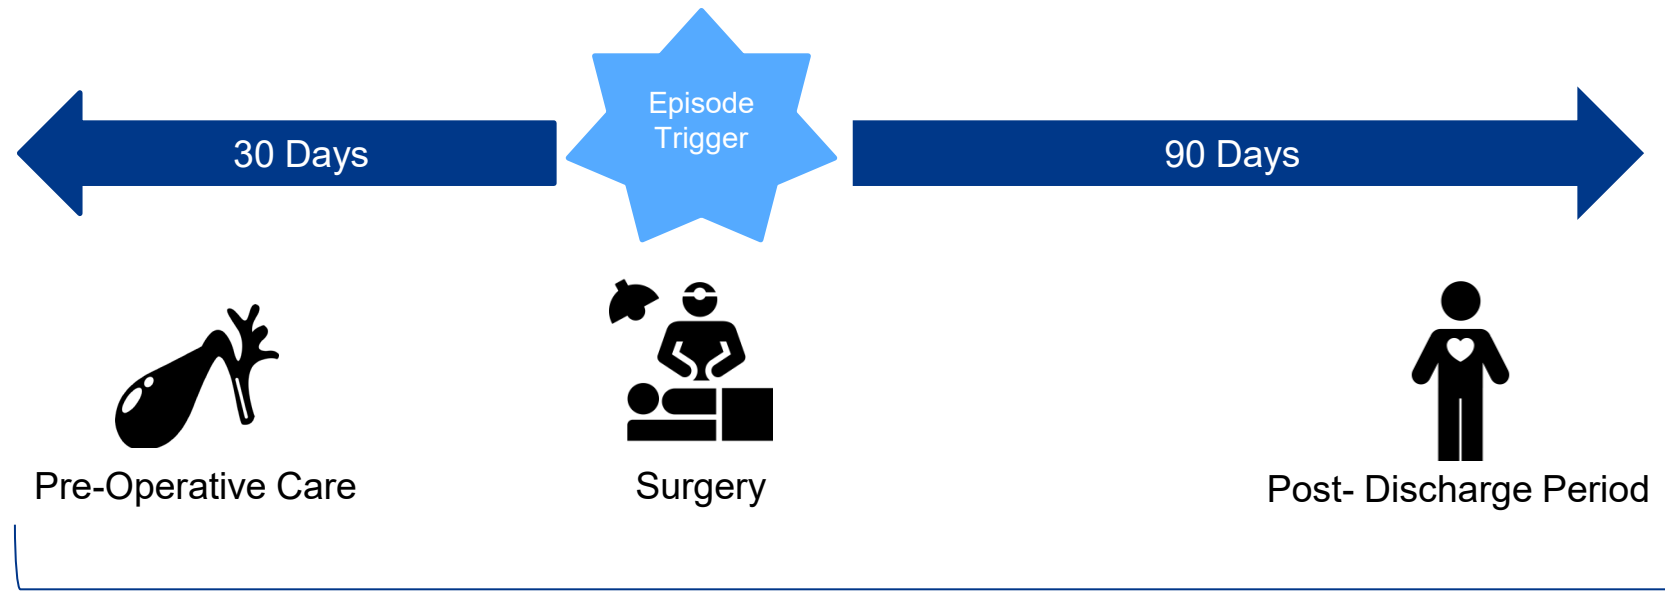 Episode
Trigger
30 Days
90 Days
Pre-Operative Care
Surgery
Post- Discharge Period